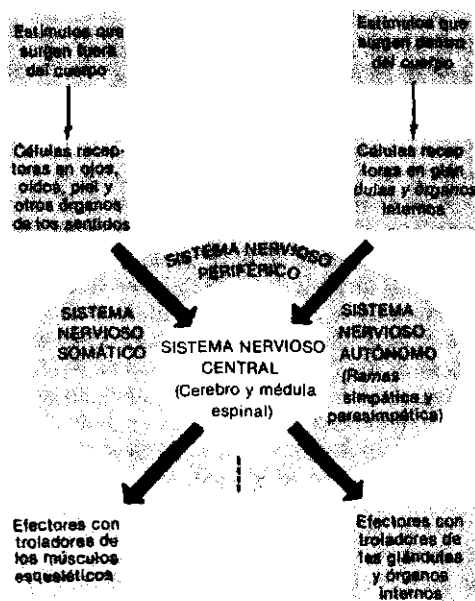 Estímulos que
surgen fuera
del cuerpo
Estímulos que
surgen dentro
del cuerpo
Células recep-
toras en ojos,
oídos, piel y
otros órganos
de los sentidos
Células recep
toras en glán
dulas y órganos
internos
SISTEMA NERVIOSO
PERIFÉRICO
SISTEMA
NERVIOSO
SOMÁTICO
SISTEMA NERVIOSO
CENTRAL
(Cerebro y médula
espinal)
SISTEMA
NERVIOSO
AUTÓNOMO
(Ramas
simpática y
parasimpática)
Efectores con
troladores de
los músculos
esqueléticos
Efectores con
troladores de
las glándulas
y órganos
internos